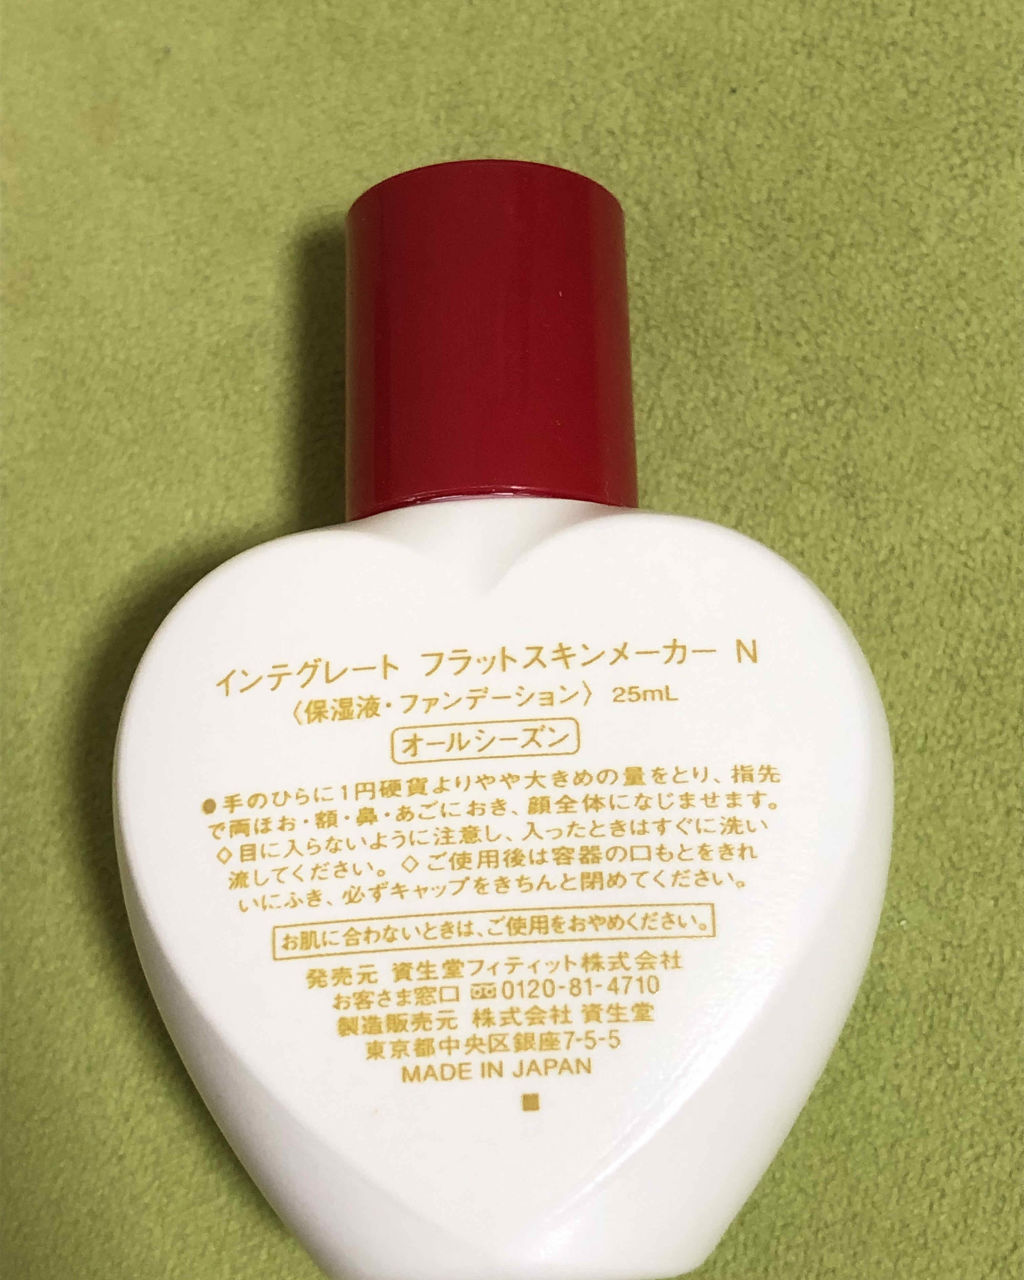 インテグレート フラットスキンメーカー N
〈保湿液・ファンデーション〉 25mL
オールシーズン
●手のひらに1円硬貨よりやや大きめの量をとり、指先
で両ほお・額・鼻・あごにおき、顔全体になじませます。
◇目に入らないように注意し、入ったときはすぐに洗い
流してください。◇ご使用後は容器の口もとをきれ
いにふき、必ずキャップをきちんと閉めてください。
お肌に合わないときは、ご使用をおやめください。
発売元 資生堂フィティット株式会社
お客さま窓口 0120-81-4710
製造販売元 株式会社 資生堂
東京都中央区銀座7-5-5
MADE IN JAPAN